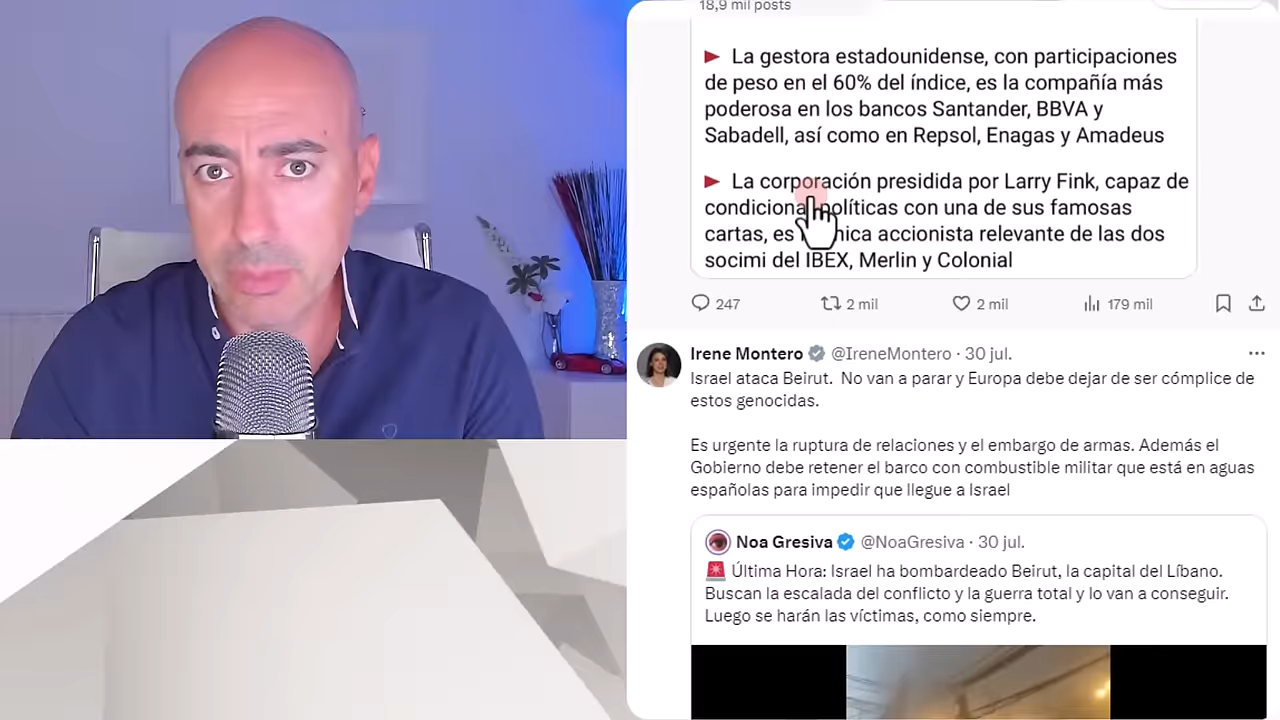 18,9 mil posts
La gestora estadounidense, con participaciones
de peso en el 60% del índice, es la compañía más
poderosa en los bancos Santander, BBVA y
Sabadell, así como en Repsol, Enagas y Amadeus
La corporación presidida por Larry Fink, capaz de
condiciona políticas con una de sus famosas
cartas, es nica accionista relevante de las dos
socimi del IBEX, Merlin y Colonial
247 2 mil 2 mil 179 mil
Irene Montero @IreneMontero · 30 jul.
Israel ataca Beirut. No van a parar y Europa debe dejar de ser cómplice de
estos genocidas.
Es urgente la ruptura de relaciones y el embargo de armas. Además el
Gobierno debe retener el barco con combustible militar que está en aguas
españolas para impedir que llegue a Israel
Noa Gresiva @NoaGresiva · 30 jul.
Última Hora: Israel ha bombardeado Beirut, la capital del Líbano.
Buscan la escalada del conflicto y la guerra total y lo van a conseguir.
Luego se harán las víctimas, como siempre.